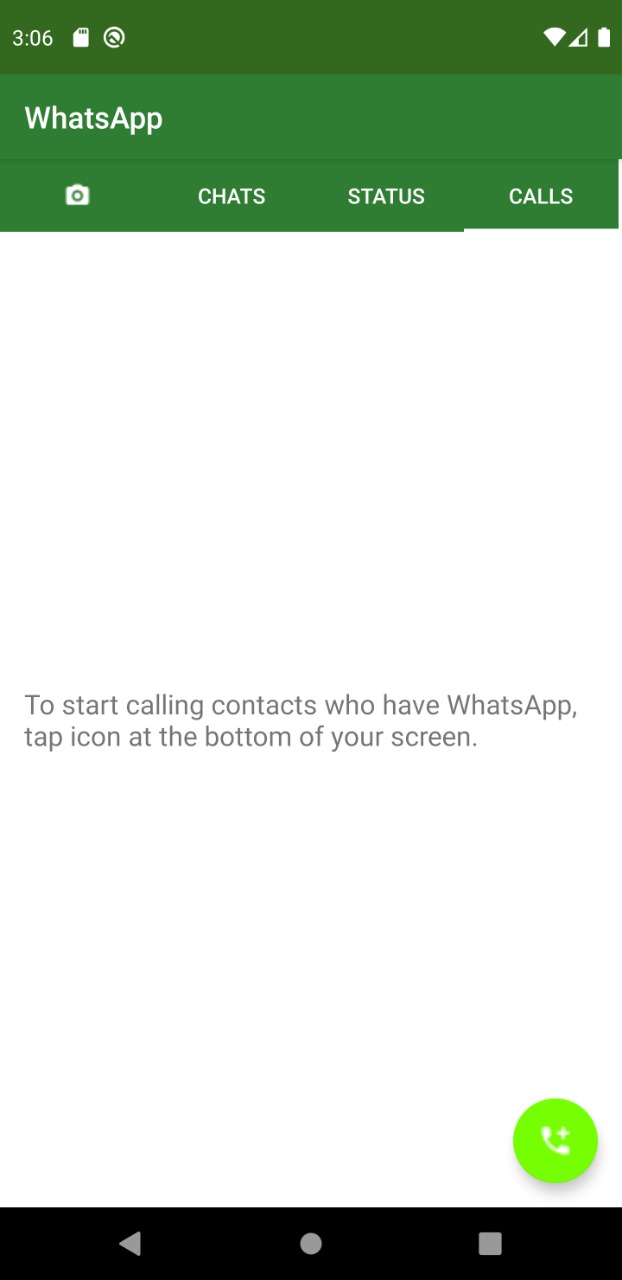 3:06
WhatsApp
CHATS
STATUS
CALLS
To start calling contacts who have WhatsApp,
tap icon at the bottom of your screen.